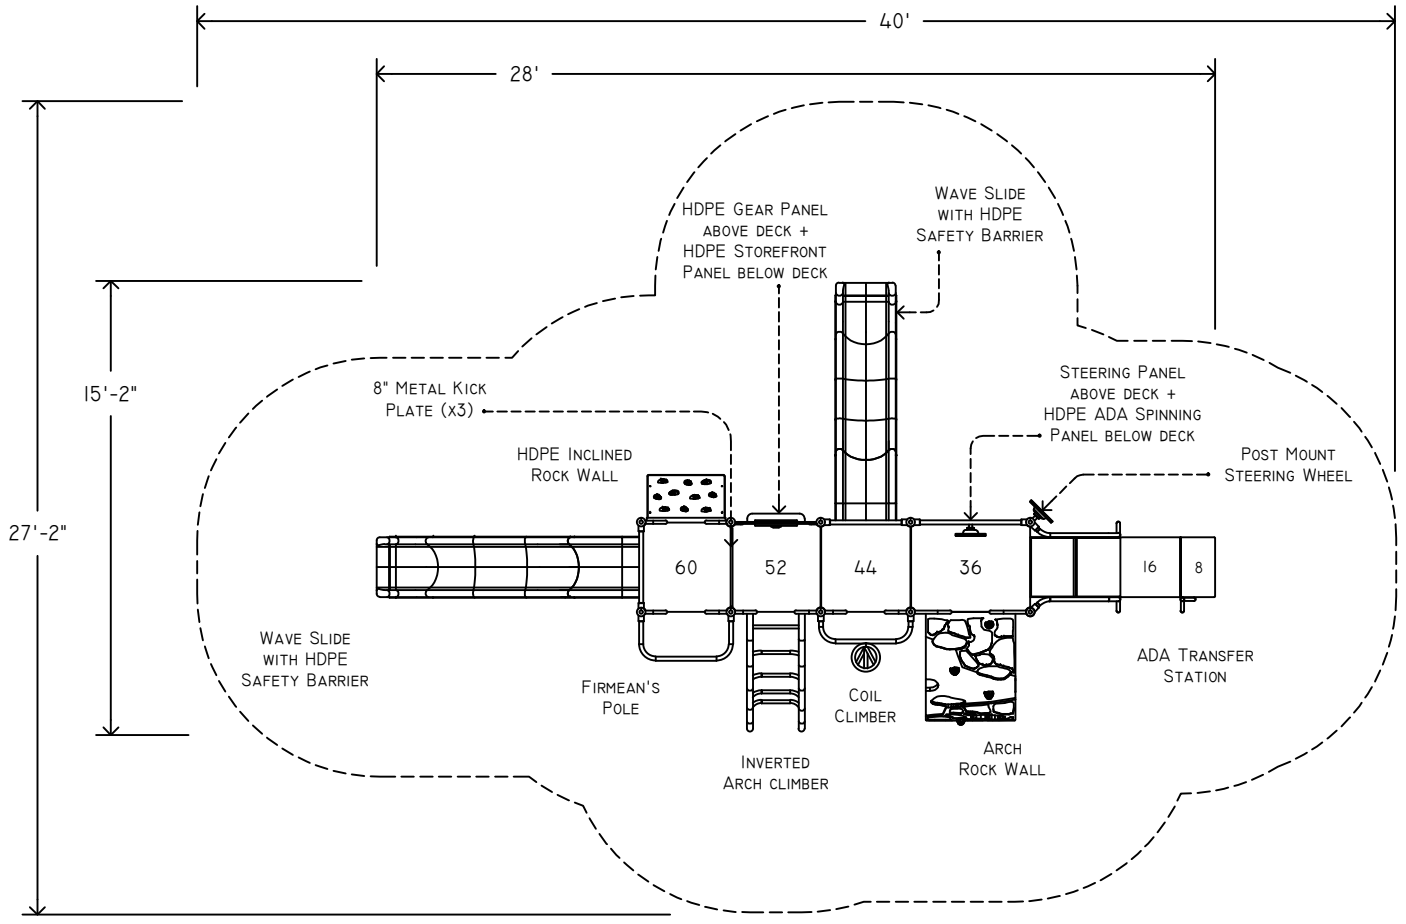 40'
28'
27'-2"
15'-2"
HDPE GEAR PANEL
ABOVE DECK +
HDPE STOREFRONT
PANEL BELOW DECK
WAVE SLIDE
WITH HDPE
SAFETY BARRIER
8" METAL KICK
PLATE (X3)
STEERING PANEL
ABOVE DECK +
HDPE ADA SPINNING
PANEL BELOW DECK
HDPE INCLINED
ROCK WALL
POST MOUNT
STEERING WHEEL
60
52
44
36
16
8
WAVE SLIDE
WITH HDPE
SAFETY BARRIER
FIRMEAN'S
POLE
INVERTED
ARCH CLIMBER
COIL
CLIMBER
ARCH
ROCK WALL
ADA TRANSFER
STATION